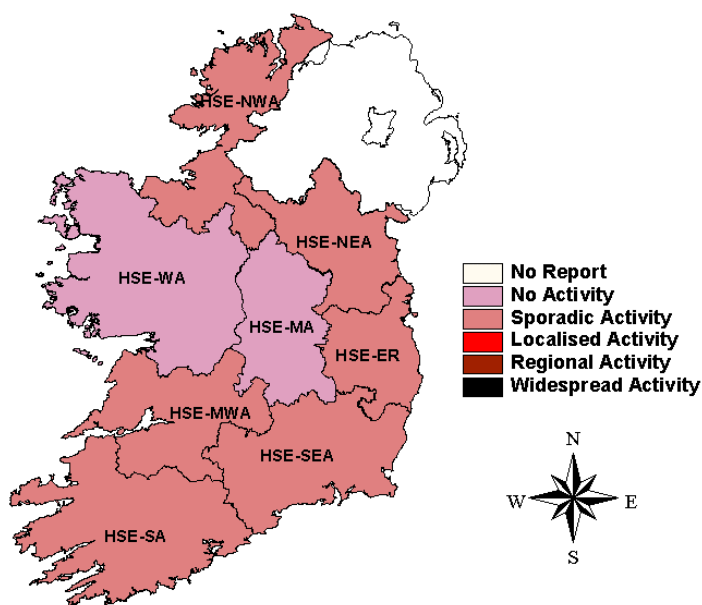 HSE-NWA
HSE-NEA
HSE-WA
HSE-MA
HSE-ER
HSE-MWA
HSE-SEA
HSE-SA
No Report
No Activity
Sporadic Activity
Localised Activity
Regional Activity
Widespread Activity
N
W E
S